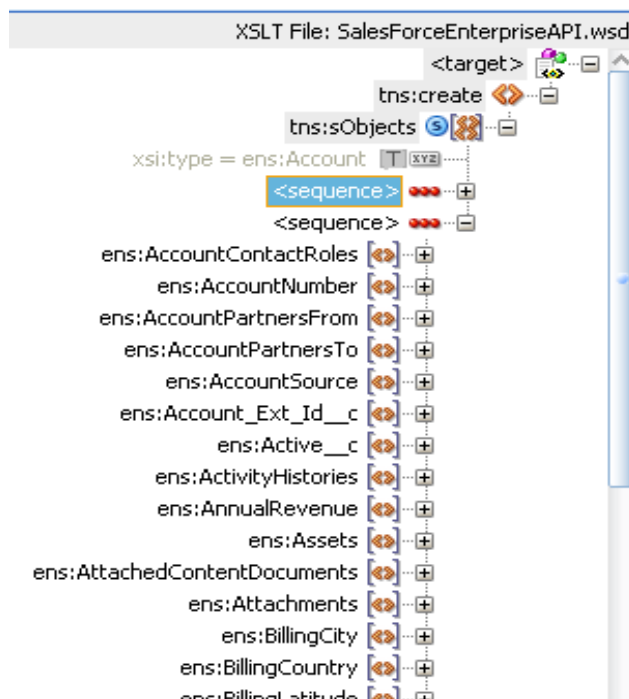 XSLT File: SalesForceEnterpriseAPI.wsd
<target>
tns:create
tns:sObjects
xsi:type = ens:Account
<sequence>
<sequence>
ens:AccountContactRoles
ens:AccountNumber
ens:AccountPartnersFrom
ens:AccountPartnersTo
ens:AccountSource
ens:Account_Ext_Id__c
ens:Active__c
ens:ActivityHistories
ens:AnnualRevenue
ens:Assets
ens:AttachedContentDocuments
ens:Attachments
ens:BillingCity
ens:BillingCountry
ens:BillingLatitude